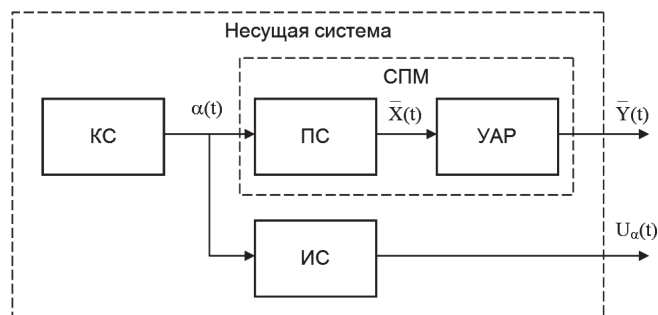 Несущая система
СПМ
КС
α(t)
ПС
X̅(t)
УАР
Y̅(t)
ИС
Uα(t)